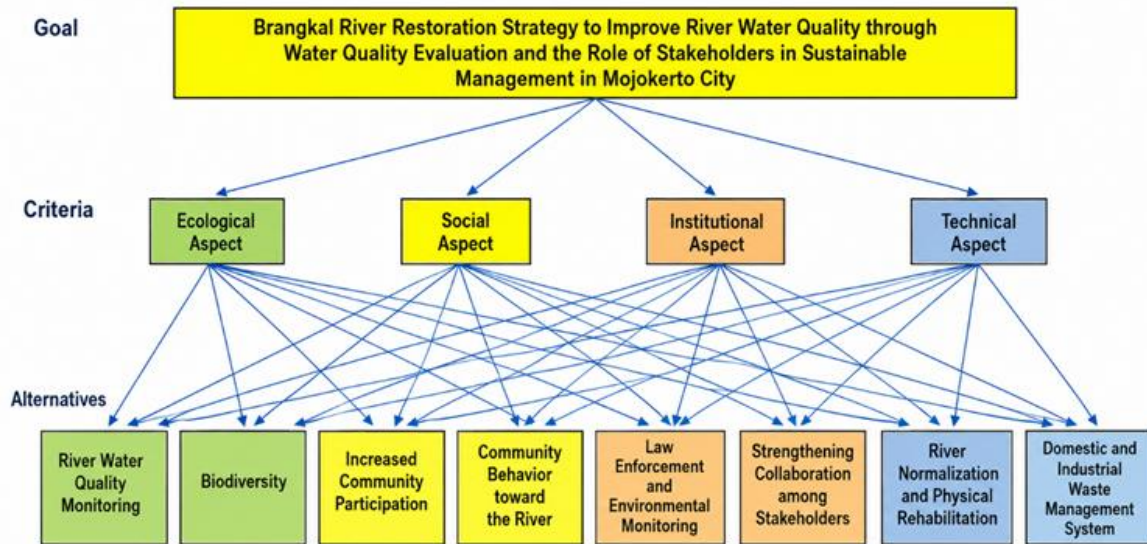 Goal
Brangkal River Restoration Strategy to Improve River Water Quality through
Water Quality Evaluation and the Role of Stakeholders in Sustainable
Management in Mojokerto City
Criteria
Ecological
Aspect
Social
Aspect
Institutional
Aspect
Technical
Aspect
Alternatives
River Water
Quality
Monitoring
Biodiversity
Increased
Community
Participation
Community
Behavior
toward
the River
Law
Enforcement
and
Environmental
Monitoring
Strengthening
Collaboration
among
Stakeholders
River
Normalization
and Physical
Rehabilitation
Domestic and
Industrial
Waste
Management
System